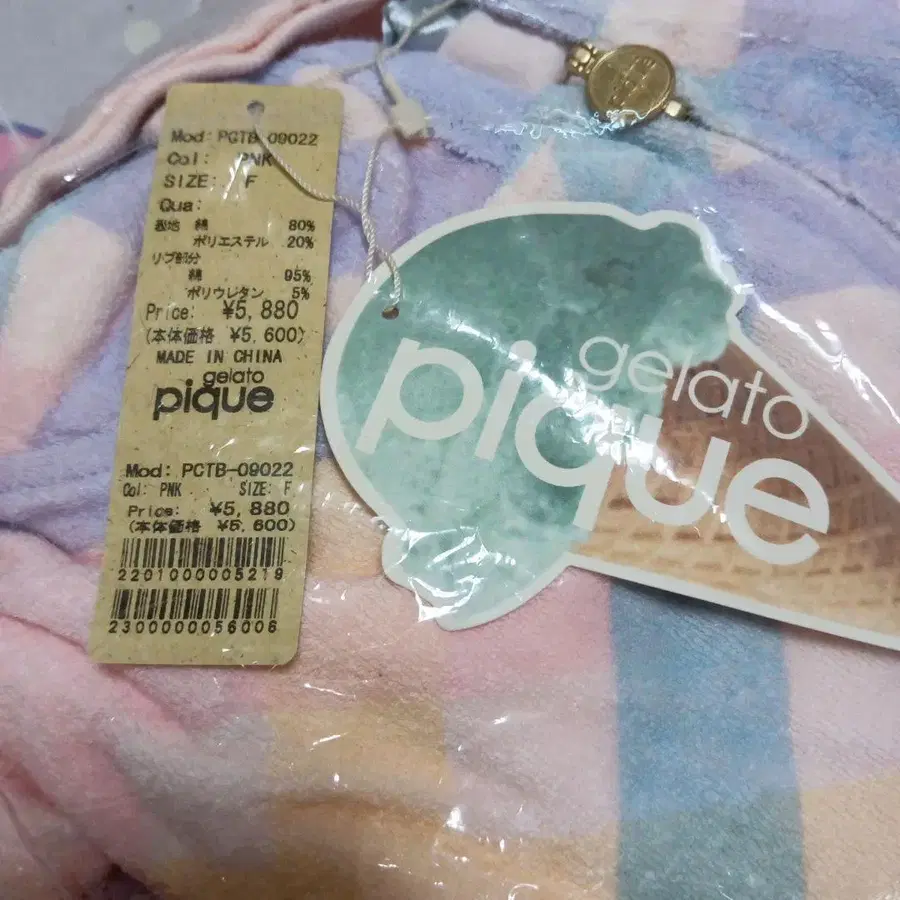 Mod: PCTB-09022
Col: PNK
SIZE: F
Qua:
表地 綿 80%
ポリエステル 20%
リブ部分
綿 95%
ポリウレタン 5%
Price: ¥5,880
(本体価格 ¥5,600)
MADE IN CHINA
gelato
pique
Mod: PCTB-09022
Col: PNK SIZE: F
Price: ¥5,880
(本体価格 ¥5,600)
2201000005219
2300000056006
gelato
pique